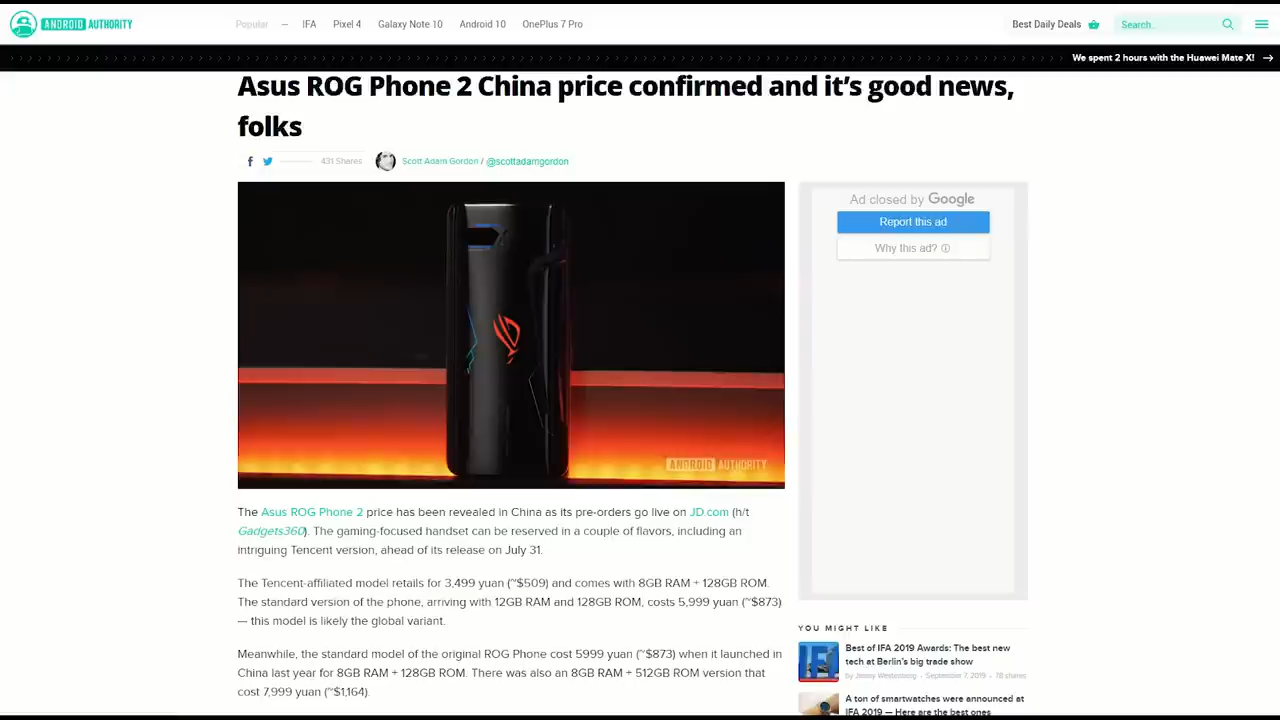 ANDROID AUTHORITY
Popular — IFA Pixel 4 Galaxy Note 10 Android 10 OnePlus 7 Pro
Best Daily Deals
Search...
We spent 2 hours with the Huawei Mate X!
Asus ROG Phone 2 China price confirmed and it's good news,
folks
431 Shares
Scott Adam Gordon / @scottadamgordon
Ad closed by Google
Report this ad
Why this ad?
ANDROID AUTHORITY
The Asus ROG Phone 2 price has been revealed in China as its pre-orders go live on JD.com (h/t
Gadgets360). The gaming-focused handset can be reserved in a couple of flavors, including an
intriguing Tencent version, ahead of its release on July 31.
The Tencent-affiliated model retails for 3,499 yuan (~$509) and comes with 8GB RAM + 128GB ROM.
The standard version of the phone, arriving with 12GB RAM and 128GB ROM, costs 5,999 yuan (~$873)
— this model is likely the global variant.
Meanwhile, the standard model of the original ROG Phone cost 5999 yuan (~$873) when it launched in
China last year for 8GB RAM + 128GB ROM. There was also an 8GB RAM + 512GB ROM version that
cost 7,999 yuan (~$1,164).
YOU MIGHT LIKE
Best of IFA 2019 Awards: The best new
tech at Berlin's big trade show
by Jimmy Westenberg - September 7, 2019 - 78 shares
A ton of smartwatches were announced at
IFA 2019 — Here are the best ones